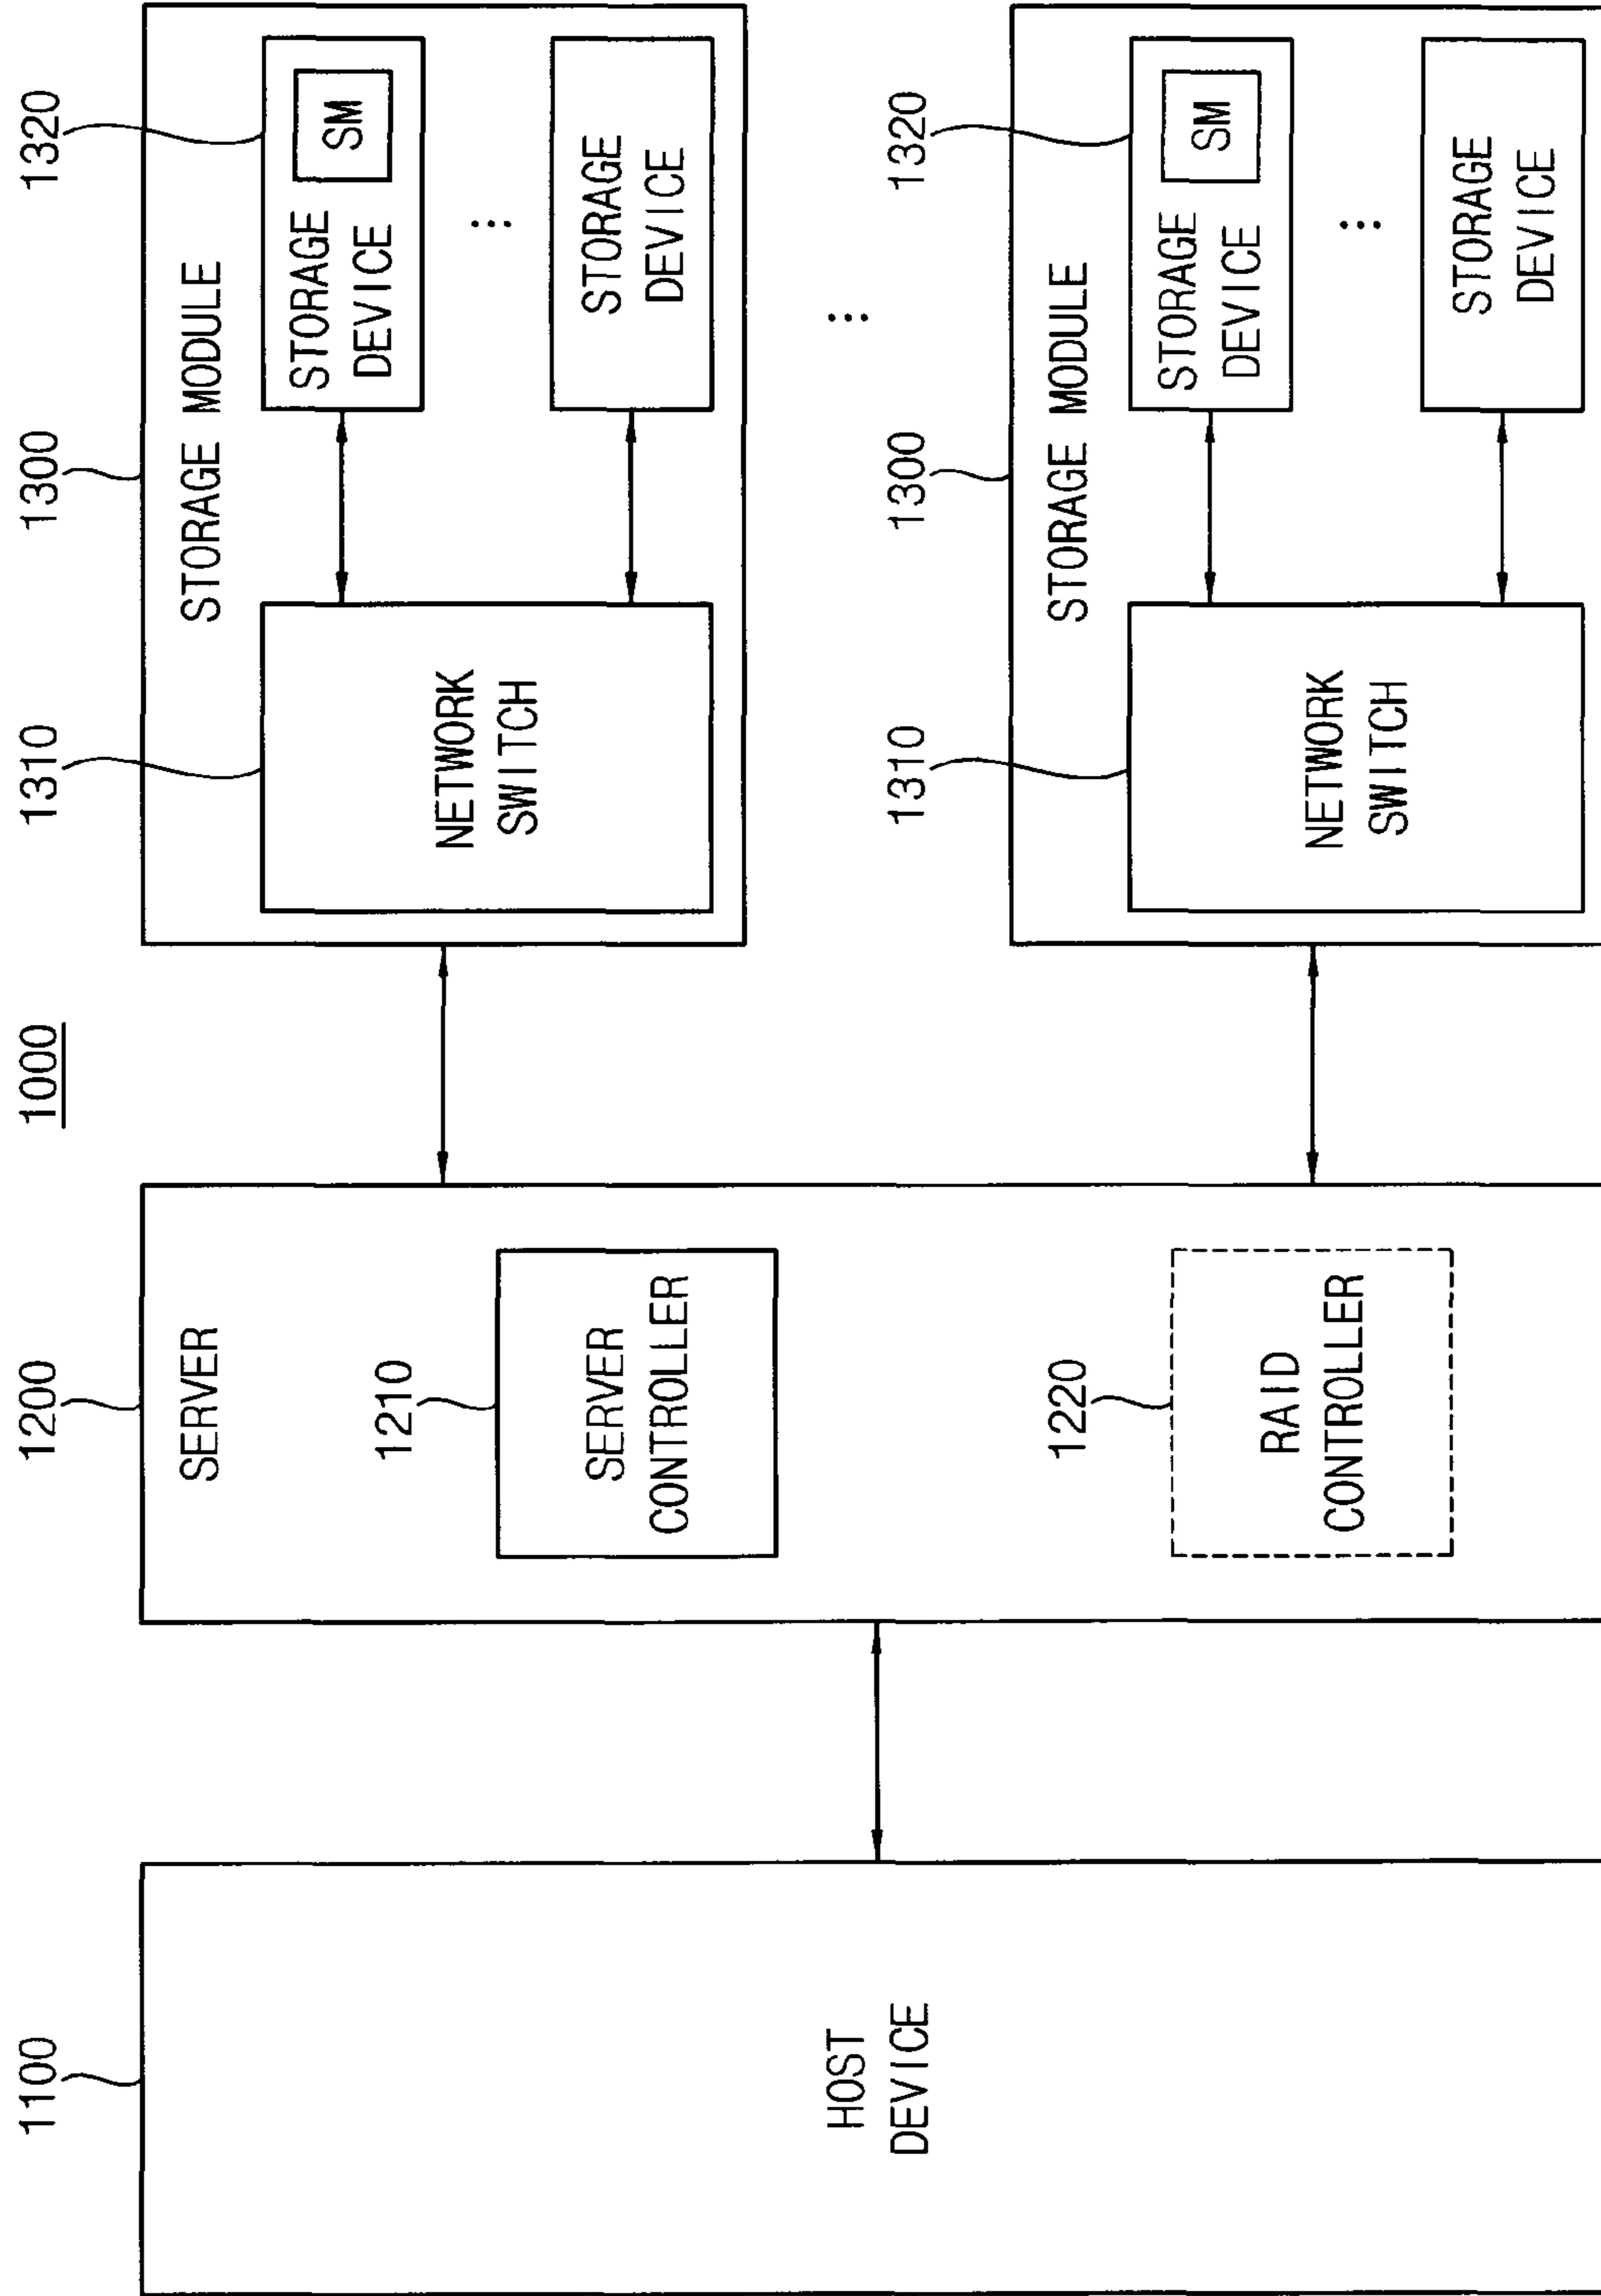 1000
1100
HOST
DEVICE
1200
SERVER
1210
SERVER
CONTROLLER
1220
RAID
CONTROLLER
1300
STORAGE MODULE
1310
NETWORK
SWITCH
1320
STORAGE
DEVICE
SM
⋮
STORAGE
DEVICE
⋮
1300
STORAGE MODULE
1310
NETWORK
SWITCH
1320
STORAGE
DEVICE
SM
⋮
STORAGE
DEVICE